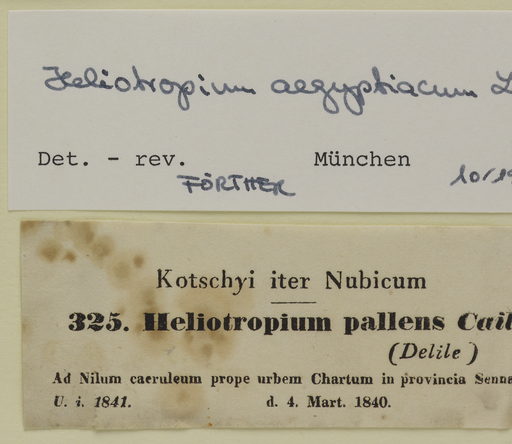 Heliotropium aegyptiacum L
Det. - rev. München
FÖRTHER 10/19
Kotschyi iter Nubicum
325. Heliotropium pallens Cail
(Delile)
Ad Nilum caeruleum prope urbem Chartum in provincia Senna
U. i. 1841. d. 4. Mart. 1840.